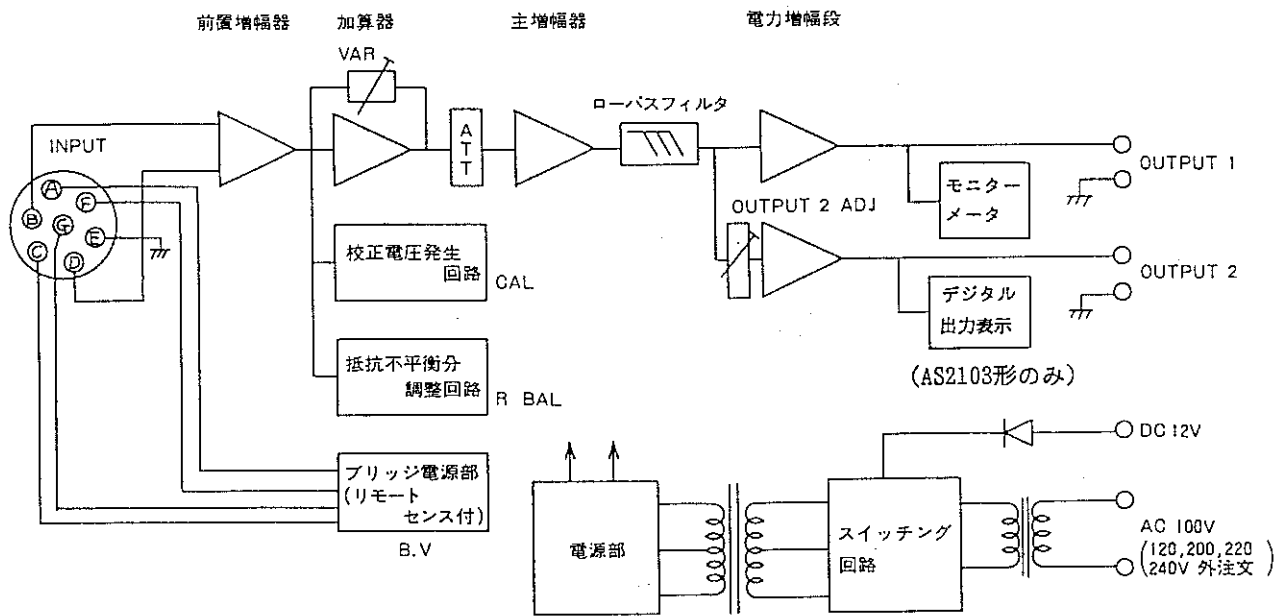 前置増幅器
加算器
主増幅器
電力増幅段
VAR
ローパスフィルタ
INPUT
ATT
A
F
B
G
E
C
D
OUTPUT 1
モニター
メータ
OUTPUT 2 ADJ
校正電圧発生
回路
CAL
OUTPUT 2
デジタル
出力表示
(AS2103形のみ)
抵抗不平衡分
調整回路
R BAL
DC 12V
ブリッジ電源部
(リモート
センス付)
B.V
電源部
スイッチング
回路
AC 100V
(120,200,220
240V 外注文)